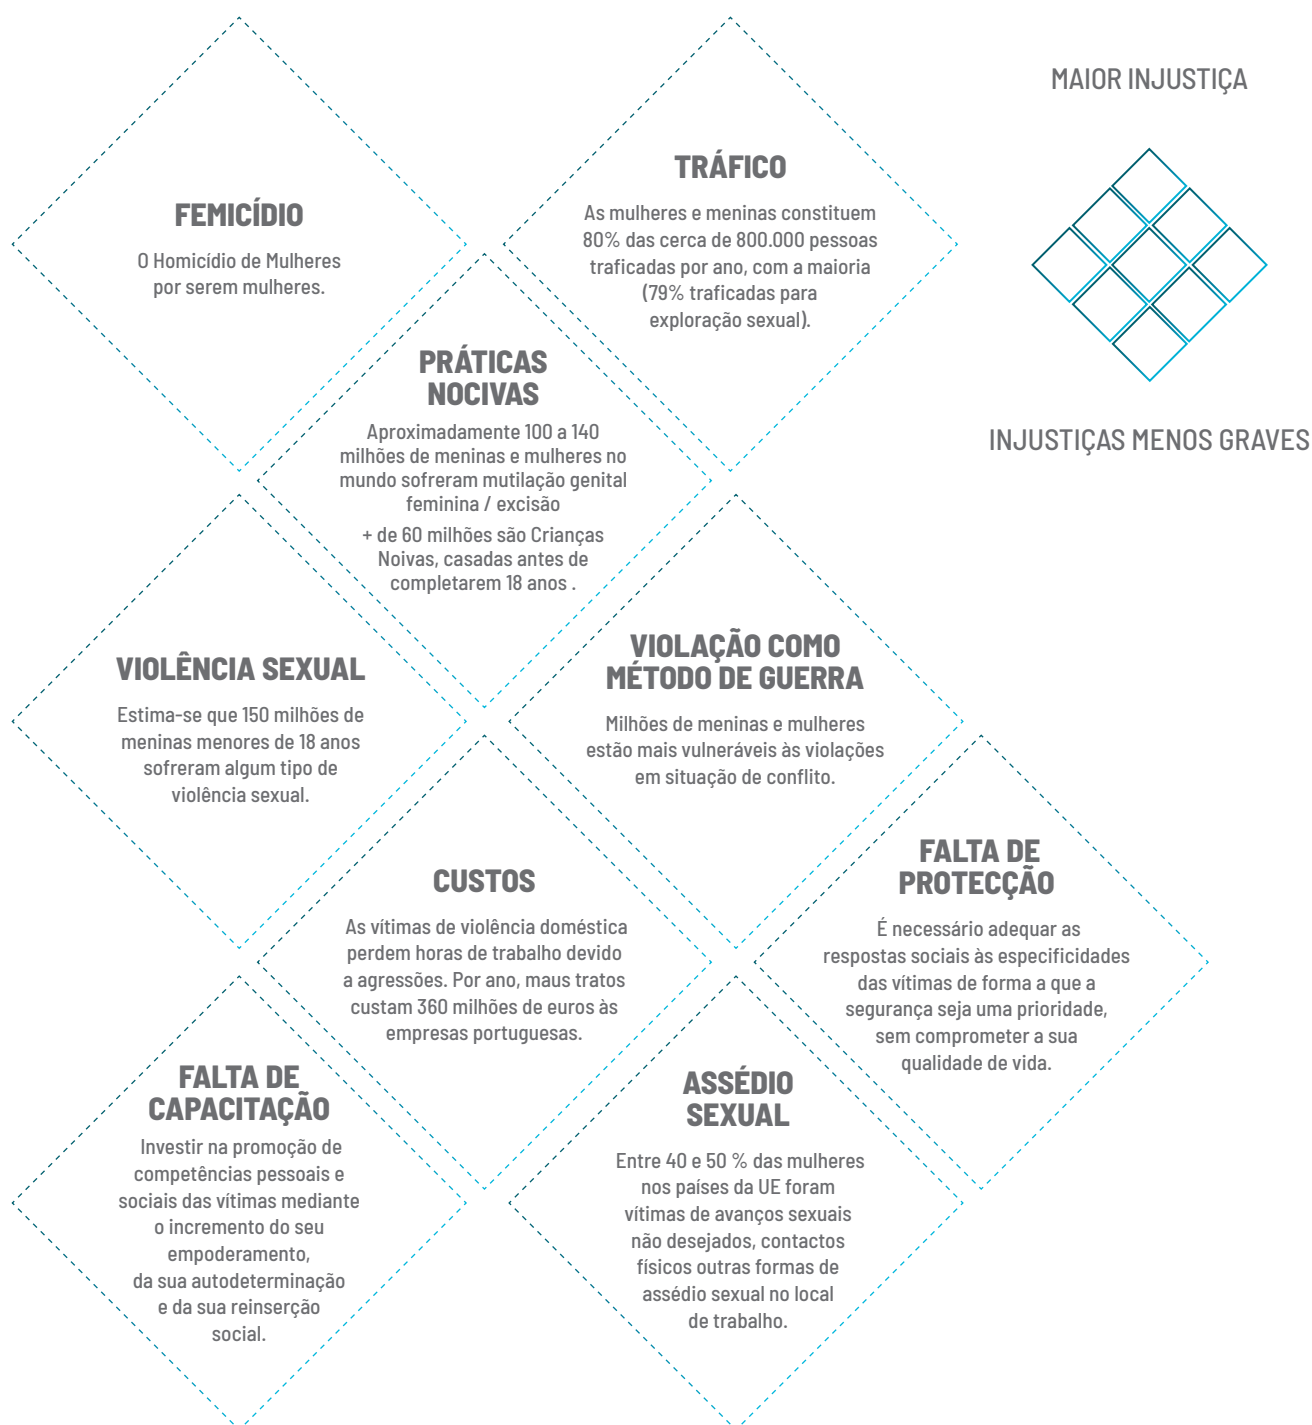 FEMICÍDIO
O Homicídio de Mulheres
por serem mulheres.
TRÁFICO
As mulheres e meninas constituem
80% das cerca de 800.000 pessoas
traficadas por ano, com a maioria
(79% traficadas para
exploração sexual).
MAIOR INJUSTIÇA
INJUSTIÇAS MENOS GRAVES
PRÁTICAS
NOCIVAS
Aproximadamente 100 a 140
milhões de meninas e mulheres no
mundo sofreram mutilação genital
feminina / excisão
+ de 60 milhões são Crianças
Noivas, casadas antes de
completarem 18 anos .
VIOLÊNCIA SEXUAL
Estima-se que 150 milhões de
meninas menores de 18 anos
sofreram algum tipo de
violência sexual.
VIOLAÇÃO COMO
MÉTODO DE GUERRA
Milhões de meninas e mulheres
estão mais vulneráveis às violações
em situação de conflito.
CUSTOS
As vítimas de violência doméstica
perdem horas de trabalho devido
a agressões. Por ano, maus tratos
custam 360 milhões de euros às
empresas portuguesas.
FALTA DE
PROTECÇÃO
É necessário adequar as
respostas sociais às especificidades
das vítimas de forma a que a
segurança seja uma prioridade,
sem comprometer a sua
qualidade de vida.
FALTA DE
CAPACITAÇÃO
Investir na promoção de
competências pessoais e
sociais das vítimas mediante
o incremento do seu
empoderamento,
da sua autodeterminação
e da sua reinserção
social.
ASSÉDIO
SEXUAL
Entre 40 e 50 % das mulheres
nos países da UE foram
vítimas de avanços sexuais
não desejados, contactos
físicos outras formas de
assédio sexual no local
de trabalho.